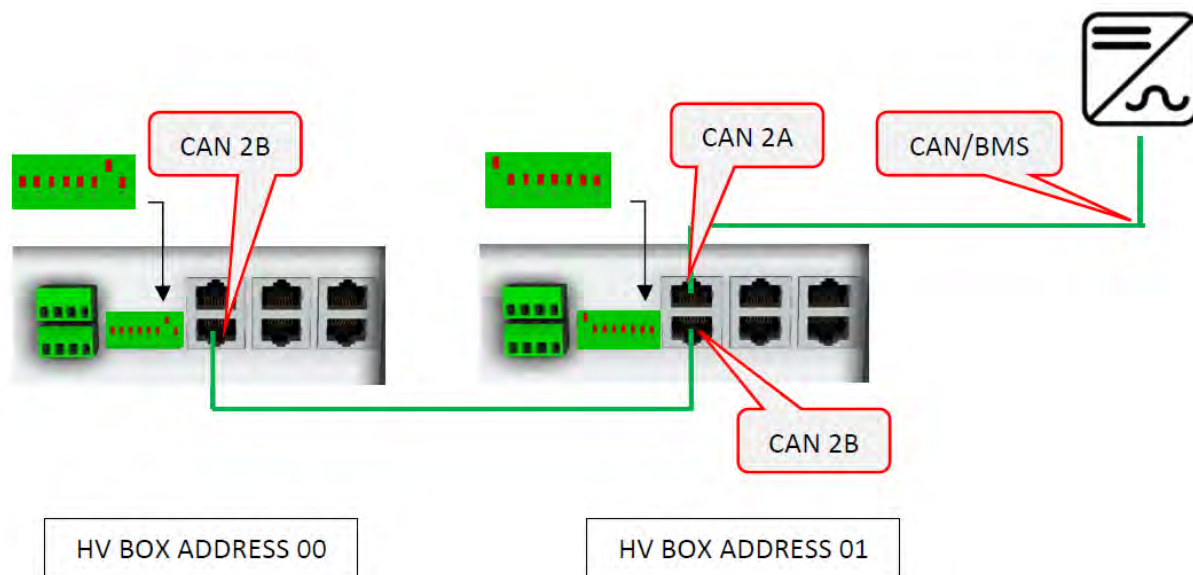 CAN 2B
CAN 2A
CAN/BMS
CAN 2B
HV BOX ADDRESS 00
HV BOX ADDRESS 01